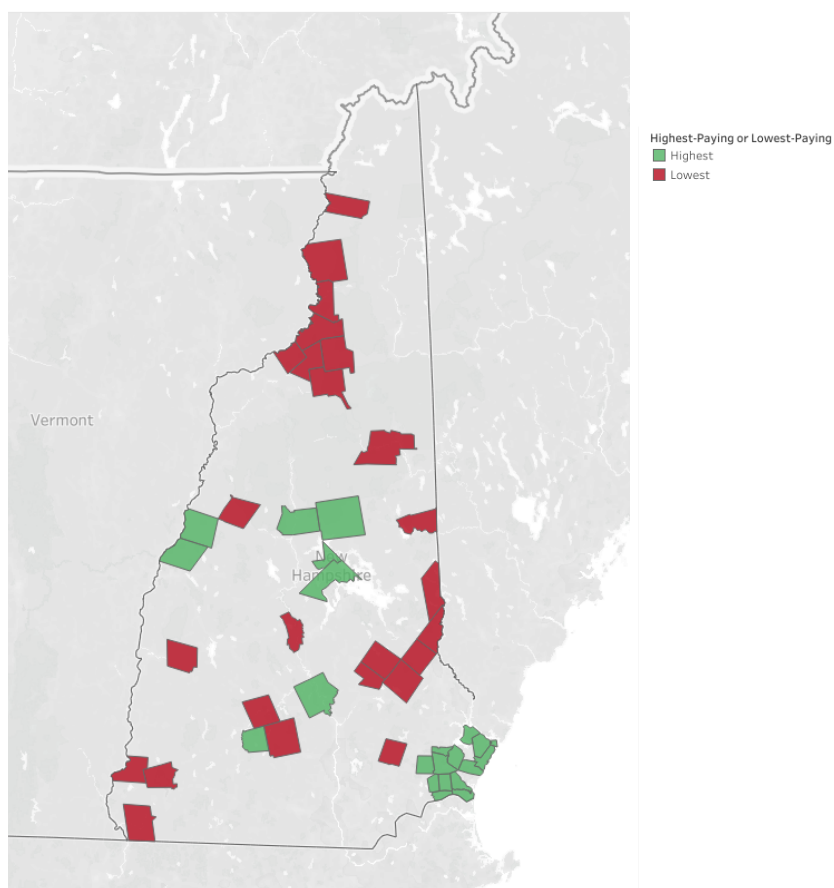 Highest-Paying or Lowest-Paying
Highest
Lowest
Vermont
New
Hampshire